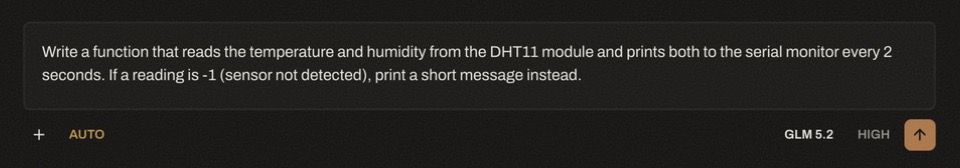 Write a function that reads the temperature and humidity from the DHT11 module and prints both to the serial monitor every 2
seconds. If a reading is -1 (sensor not detected), print a short message instead.
+ AUTO GLM 5.2 HIGH